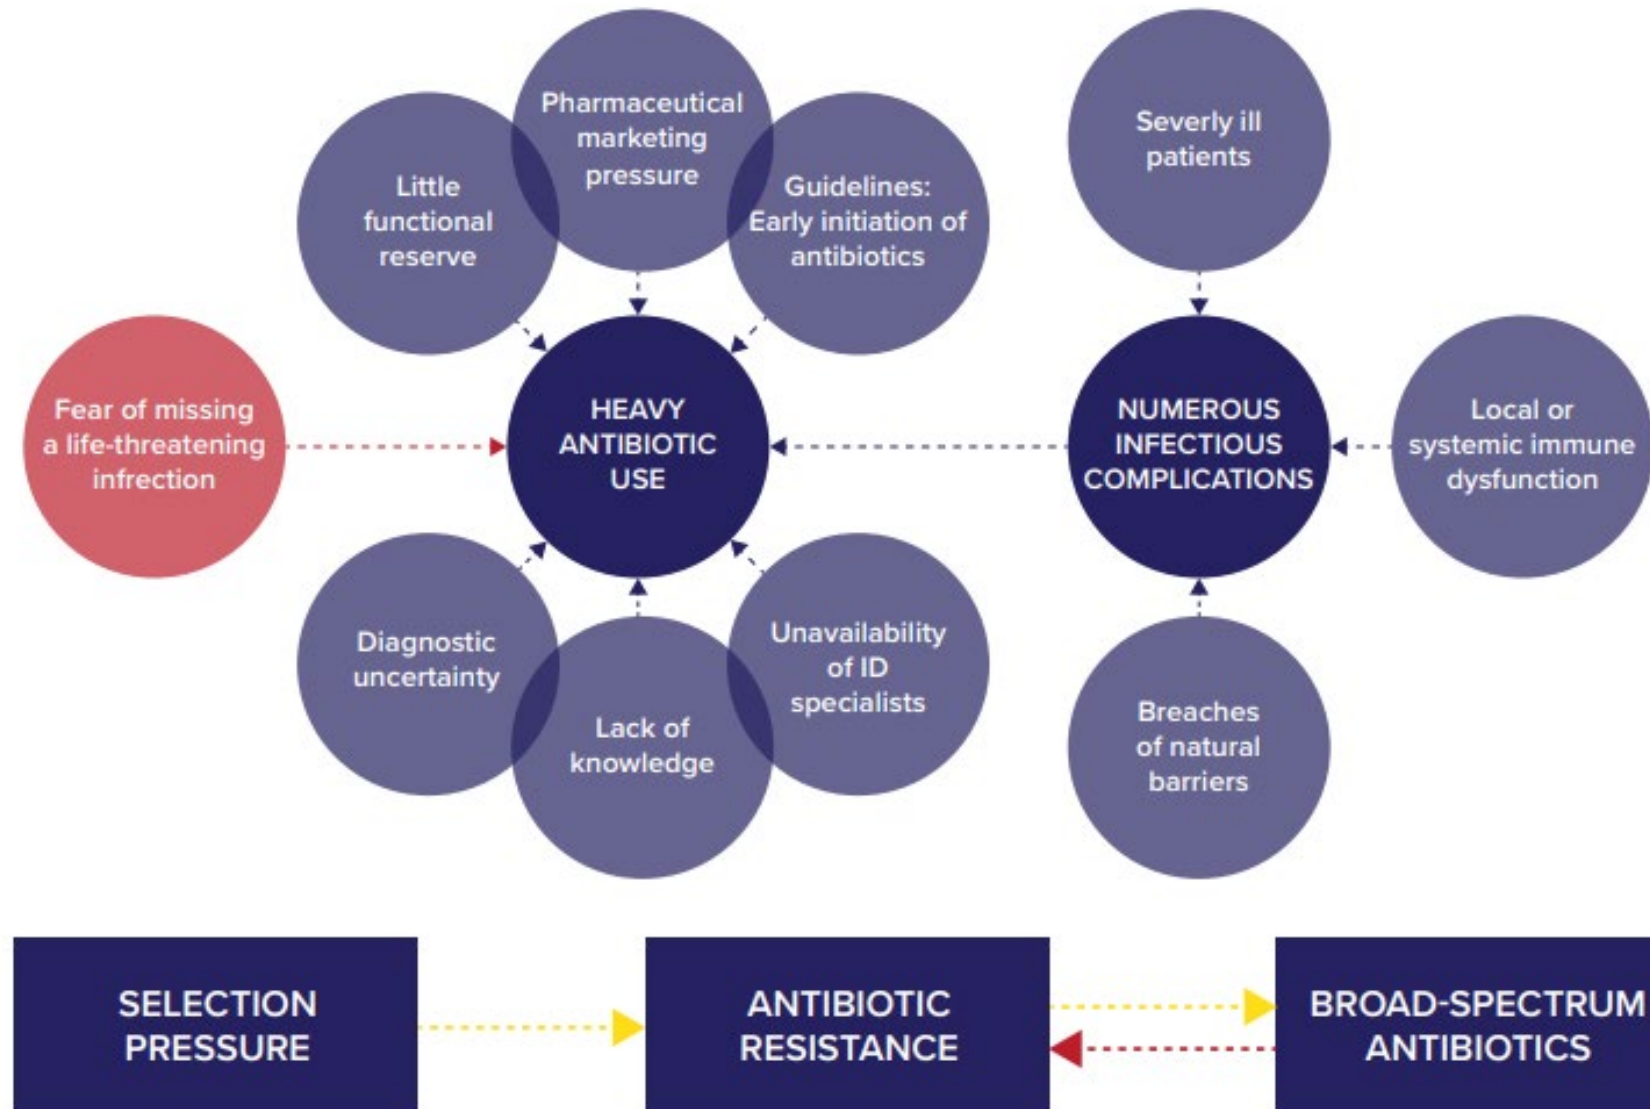 Pharmaceutical
marketing
pressure
Little
functional
reserve
Guidelines:
Early initiation of
antibiotics
Severly ill
patients
Fear of missing
a life-threatening
infrection
HEAVY
ANTIBIOTIC
USE
NUMEROUS
INFECTIOUS
COMPLICATIONS
Local or
systemic immune
dysfunction
Diagnostic
uncertainty
Lack of
knowledge
Unavailability
of ID
specialists
Breaches
of natural
barriers
SELECTION
PRESSURE
ANTIBIOTIC
RESISTANCE
BROAD-SPECTRUM
ANTIBIOTICS